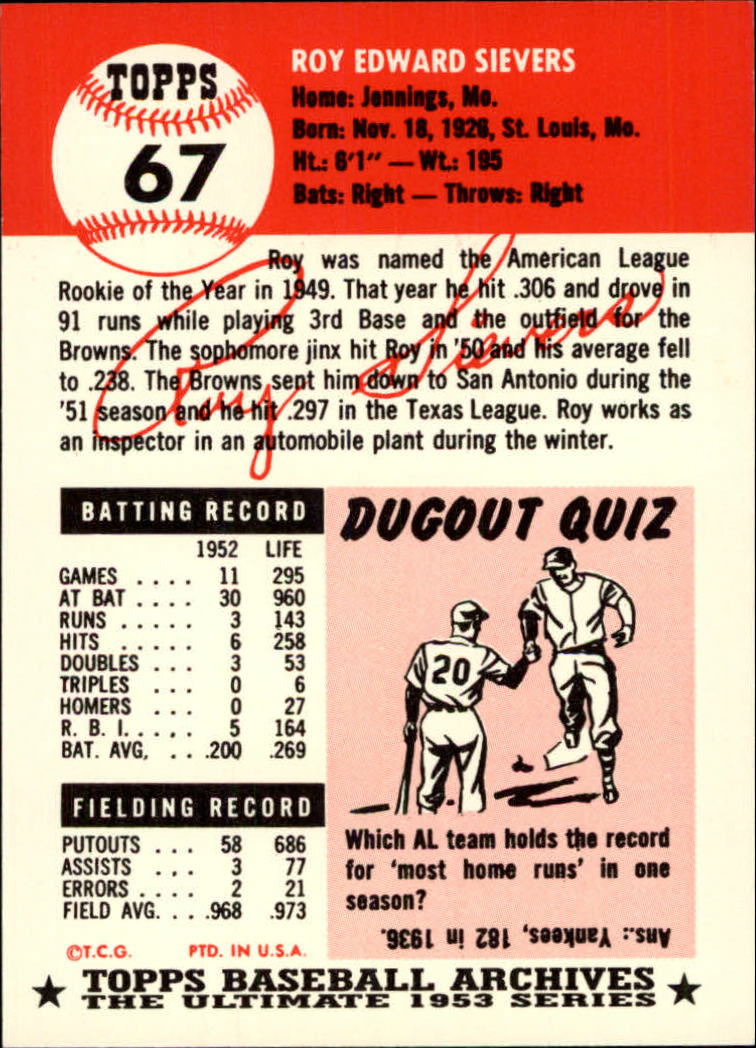 TOPPS
67
ROY EDWARD SIEVERS
Home: Jennings, Mo.
Born: Nov. 18, 1926, St. Louis, Mo.
Ht.: 6'1" — Wt.: 195
Bats: Right — Throws: Right
Roy was named the American League
Rookie of the Year in 1949. That year he hit .306 and drove in
91 runs while playing 3rd Base and the outfield for the
Browns. The sophomore jinx hit Roy in '50 and his average fell
to .238. The Browns sent him down to San Antonio during the
'51 season and he hit .297 in the Texas League. Roy works as
an inspector in an automobile plant during the winter.
Roy Sievers
BATTING RECORD
1952 LIFE
GAMES .... 11 295
AT BAT .... 30 960
RUNS ..... 3 143
HITS ..... 6 258
DOUBLES ... 3 53
TRIPLES ... 0 6
HOMERS ... 0 27
R. B. I..... 5 164
BAT. AVG, .. .200 .269
FIELDING RECORD
PUTOUTS ... 58 686
ASSISTS ... 3 77
ERRORS .... 2 21
FIELD AVG. .. .968 .973
©T.C.G. PTD. IN U.S.A.
DUGOUT QUIZ
20
Which AL team holds the record
for 'most home runs' in one
season?
Ans.: Yankees, 182 in 1936.
TOPPS BASEBALL ARCHIVES
THE ULTIMATE 1953 SERIES